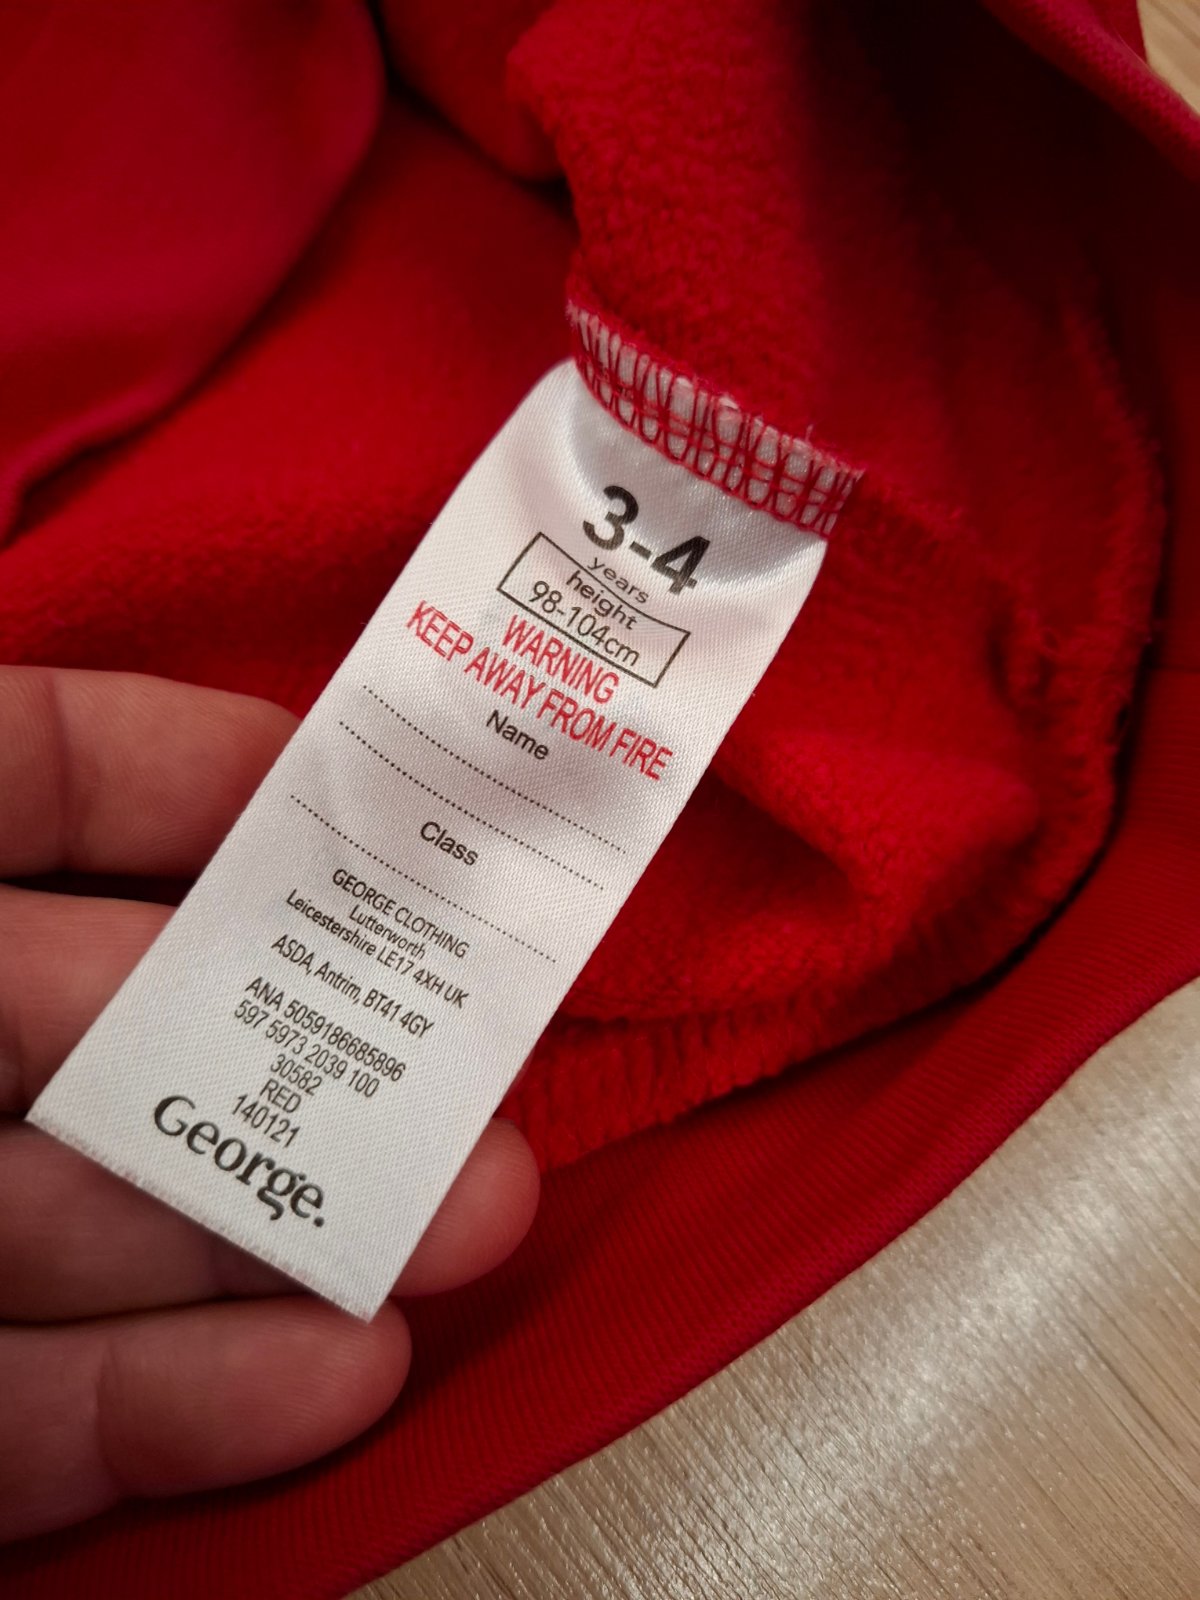 3-4
years
height
98-104cm
WARNING
KEEP AWAY FROM FIRE
Name
Class
GEORGE CLOTHING
Lutterworth
Leicestershire LE17 4XH UK
ASDA, Antrim, BT41 4GY
ANA 5059186685896
597 5973 2039 100
30582
RED
140121
George.